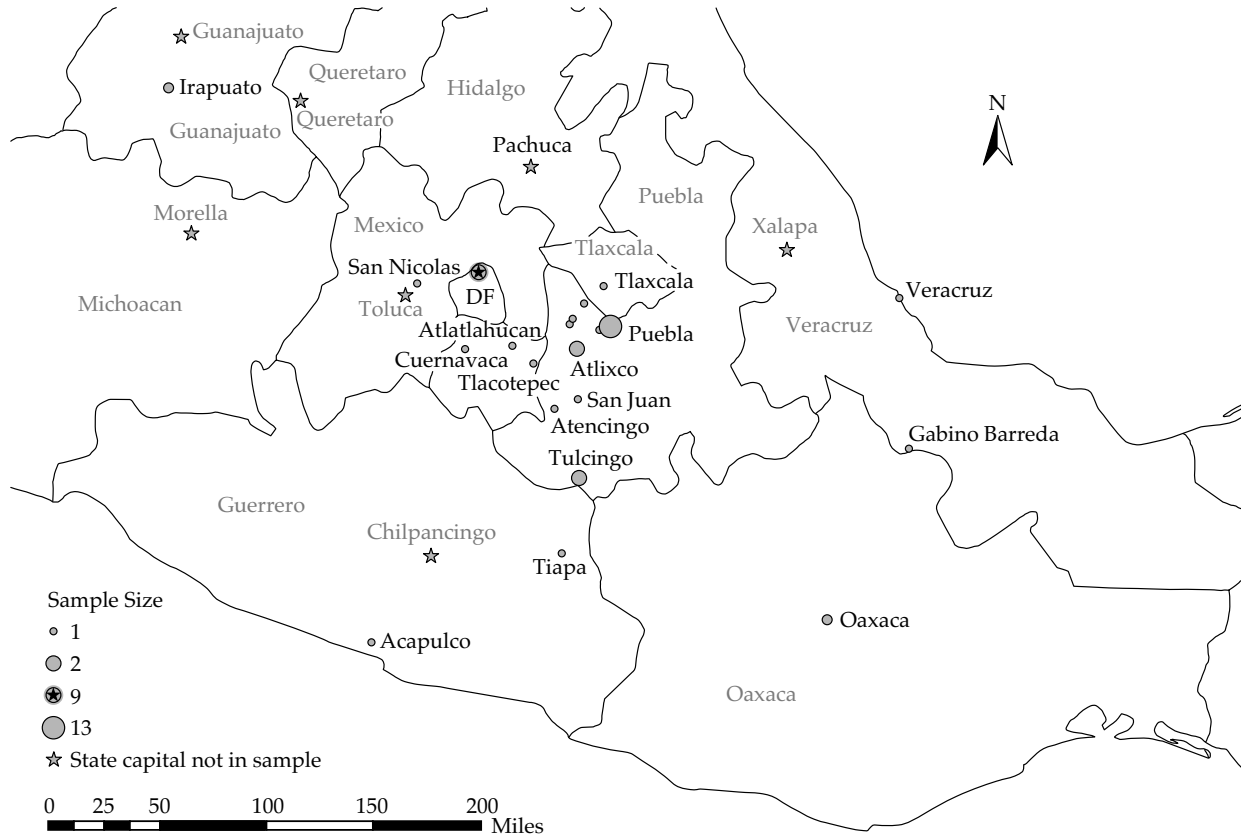 Guanajuato
Queretaro
Irapuato
Hidalgo
Queretaro
Guanajuato
N
Pachuca
Puebla
Morella
Mexico
Xalapa
Tlaxcala
San Nicolas
Tlaxcala
Veracruz
Michoacan
Toluca
DF
Veracruz
Atlatlahucan
Puebla
Cuernavaca
Atlixco
Tlacotepec
San Juan
Atencingo
Gabino Barreda
Tulcingo
Guerrero
Chilpancingo
Tiapa
Sample Size
1
Acapulco
Oaxaca
2
9
Oaxaca
13
State capital not in sample
0 25 50 100 150 200
Miles